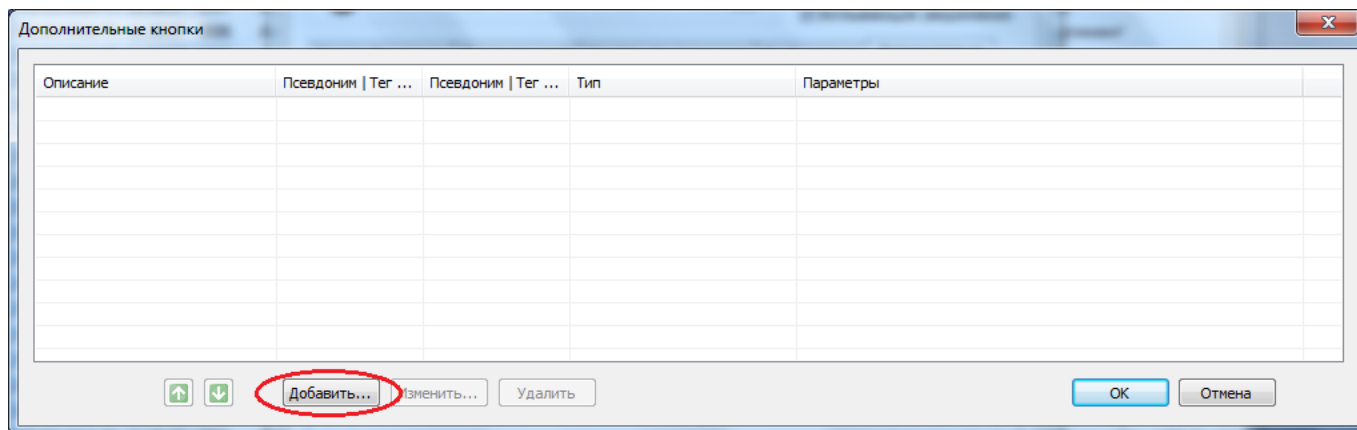 Дополнительные кнопки
Описание Псевдоним | Тег ... Псевдоним | Тег ... Тип Параметры
Добавить... Изменить... Удалить OK Отмена